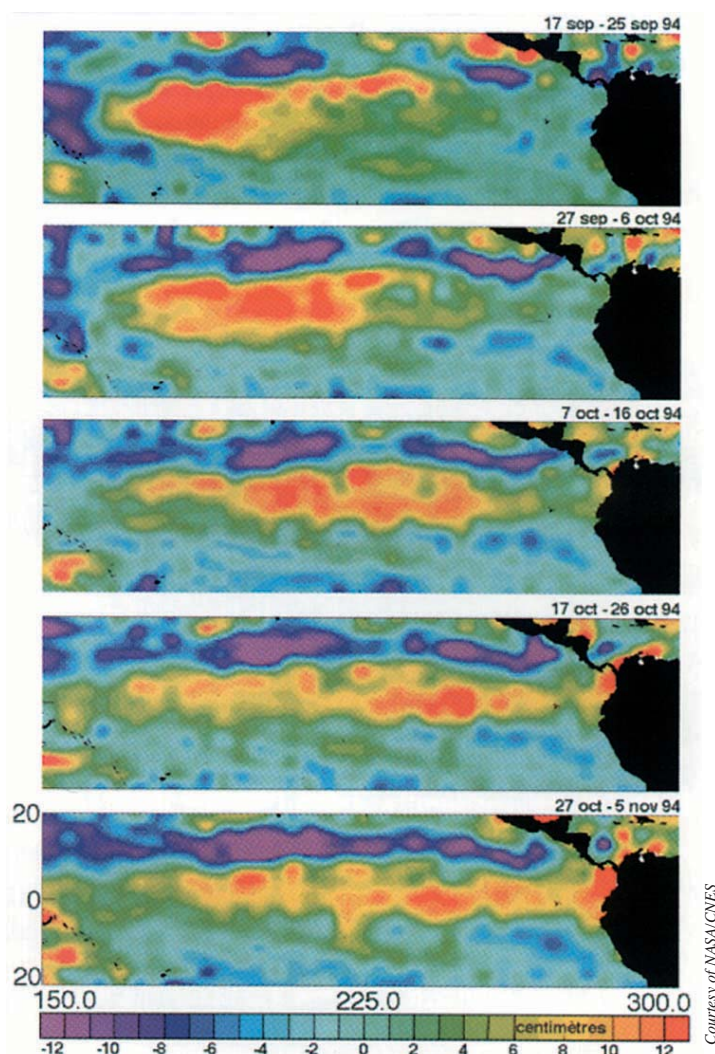 17 sep - 25 sep 94
27 sep - 6 oct 94
7 oct - 16 oct 94
17 oct - 26 oct 94
27 oct - 5 nov 94
20
0
20
150.0 225.0 300.0
centimètres
-12 -10 -8 -6 -4 -2 0 2 4 6 8 10 12
Courtesy of NASA/CNES